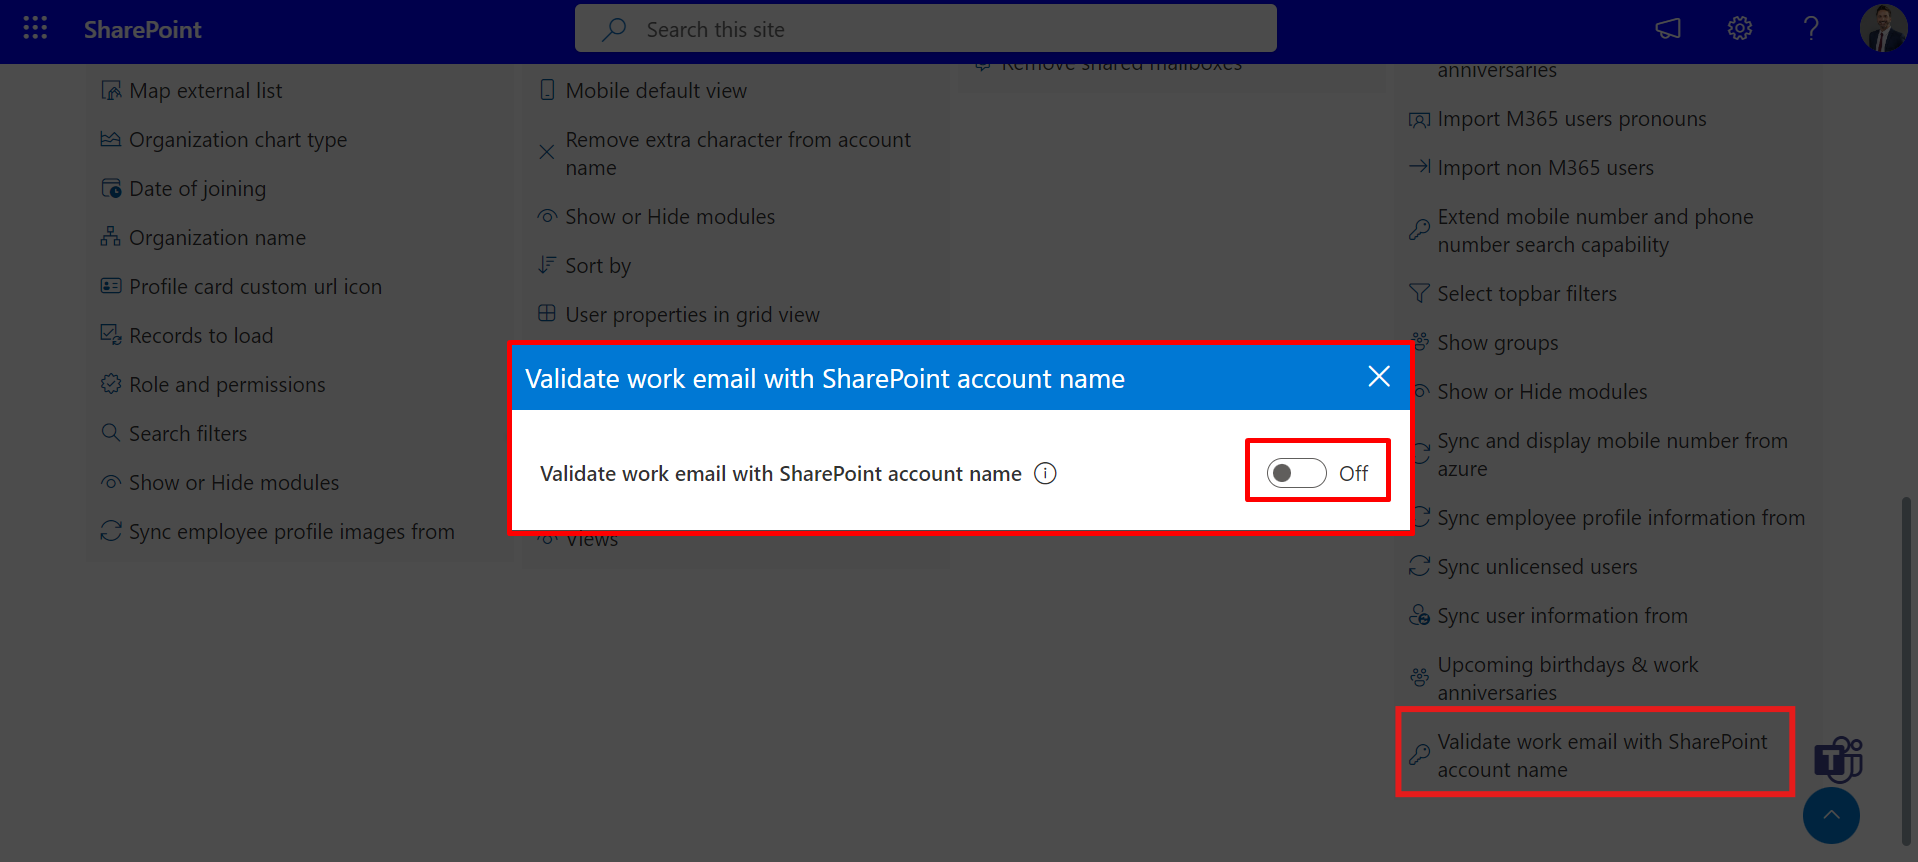 SharePoint
Search this site
Map external list
Organization chart type
Date of joining
Organization name
Profile card custom url icon
Records to load
Role and permissions
Search filters
Show or Hide modules
Sync employee profile images from
Mobile default view
Remove extra character from account
name
Show or Hide modules
Sort by
User properties in grid view
Views
Remove shared mailboxes
anniversaries
Import M365 users pronouns
Import non M365 users
Extend mobile number and phone
number search capability
Select topbar filters
Show groups
Show or Hide modules
Sync and display mobile number from
azure
Sync employee profile information from
Sync unlicensed users
Sync user information from
Upcoming birthdays & work
anniversaries
Validate work email with SharePoint
account name
Validate work email with SharePoint account name
Validate work email with SharePoint account name
Off